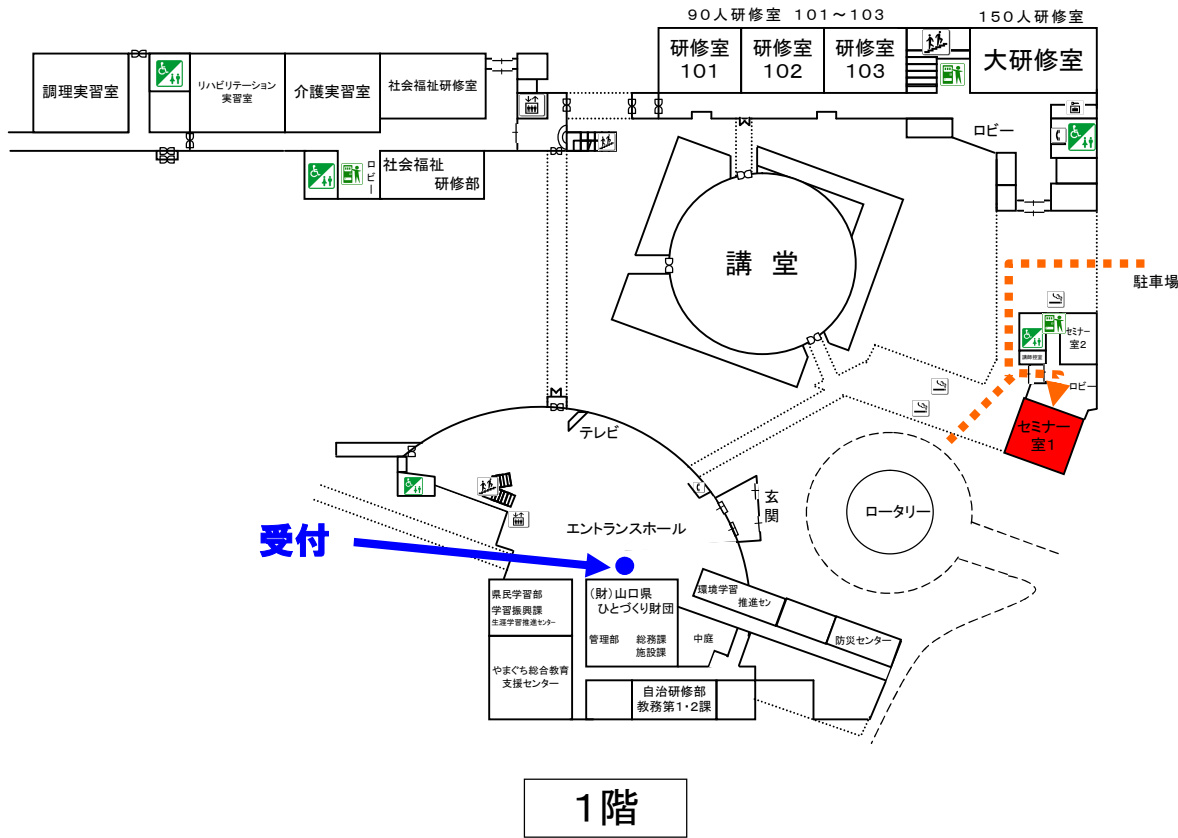 90人研修室 101～103
150人研修室
研修室
101
研修室
102
研修室
103
大研修室
調理実習室
リハビリテーション
実習室
介護実習室
社会福祉研修室
ロビー
社会福祉
研修部
ロビー
講 堂
駐車場
セミナー
室2
講師控室
ロビー
セミナー
室1
テレビ
玄関
ロータリー
エントランスホール
受付
県民学習部
学習振興課
生涯学習推進センター
(財)山口県
ひとづくり財団
管理部 総務課
施設課
中庭
環境学習
推進セン
防災センター
やまぐち総合教育
支援センター
自治研修部
教務第1・2課
1階